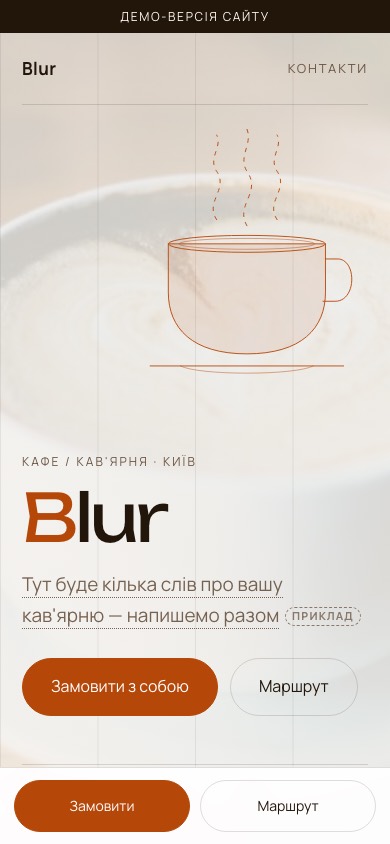 ДЕМО-ВЕРСІЯ САЙТУ
Blur
КОНТАКТИ
КАФЕ / КАВ'ЯРНЯ · КИЇВ
Blur
Тут буде кілька слів про вашу
кав'ярню — напишемо разом ПРИКЛАД
Замовити з собою
Маршрут
Замовити
Маршрут